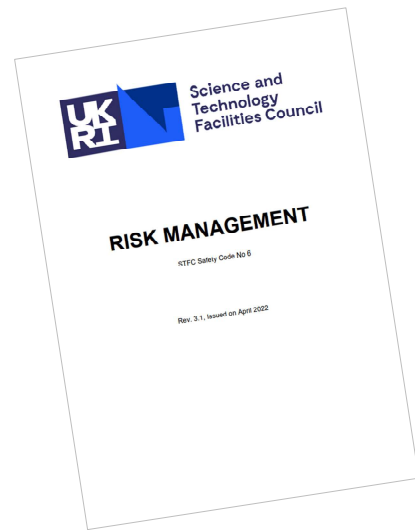 UK
RI
Science and
Technology
Facilities Council
RISK MANAGEMENT
STFC Safety Code No 6
Rev. 3.1, Issued on April 2022